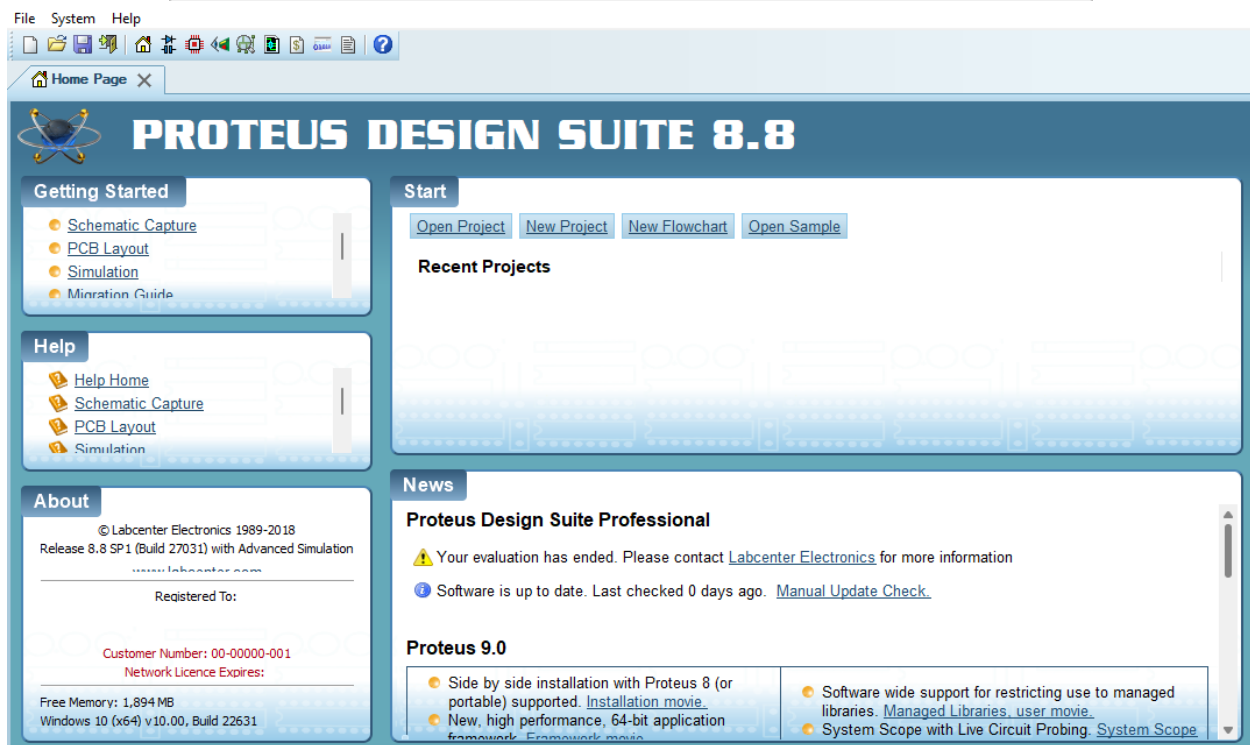 File System Help
Home Page
PROTEUS DESIGN SUITE 8.8
Getting Started
Schematic Capture
PCB Layout
Simulation
Migration Guide
Start
Open Project New Project New Flowchart Open Sample
Recent Projects
Help
Help Home
Schematic Capture
PCB Layout
Simulation
About
© Labcenter Electronics 1989-2018
Release 8.8 SP1 (Build 27031) with Advanced Simulation
www.labcenter.com
Registered To:
Customer Number: 00-00000-001
Network Licence Expires:
Free Memory: 1,894 MB
Windows 10 (x64) v10.00, Build 22631
News
Proteus Design Suite Professional
Your evaluation has ended. Please contact Labcenter Electronics for more information
Software is up to date. Last checked 0 days ago. Manual Update Check.
Proteus 9.0
Side by side installation with Proteus 8 (or
portable) supported. Installation movie.
New, high performance, 64-bit application
framework. Framework movie
Software wide support for restricting use to managed
libraries. Managed Libraries, user movie.
System Scope with Live Circuit Probing. System Scope